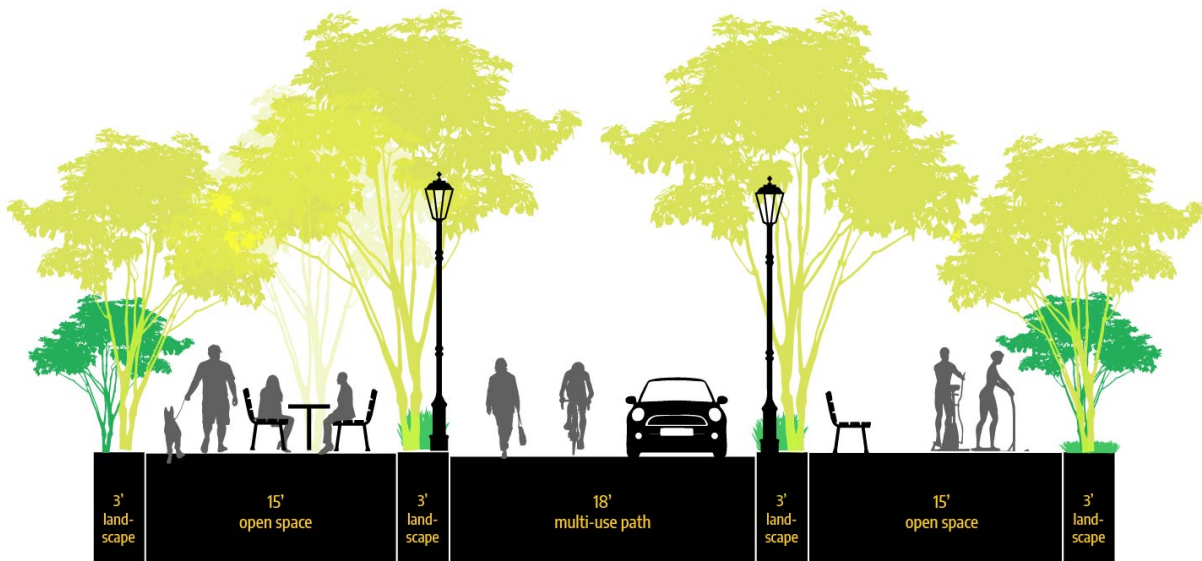 3’
land-
scape
15’
open space
3’
land-
scape
18’
multi-use path
3’
land-
scape
15’
open space
3’
land-
scape